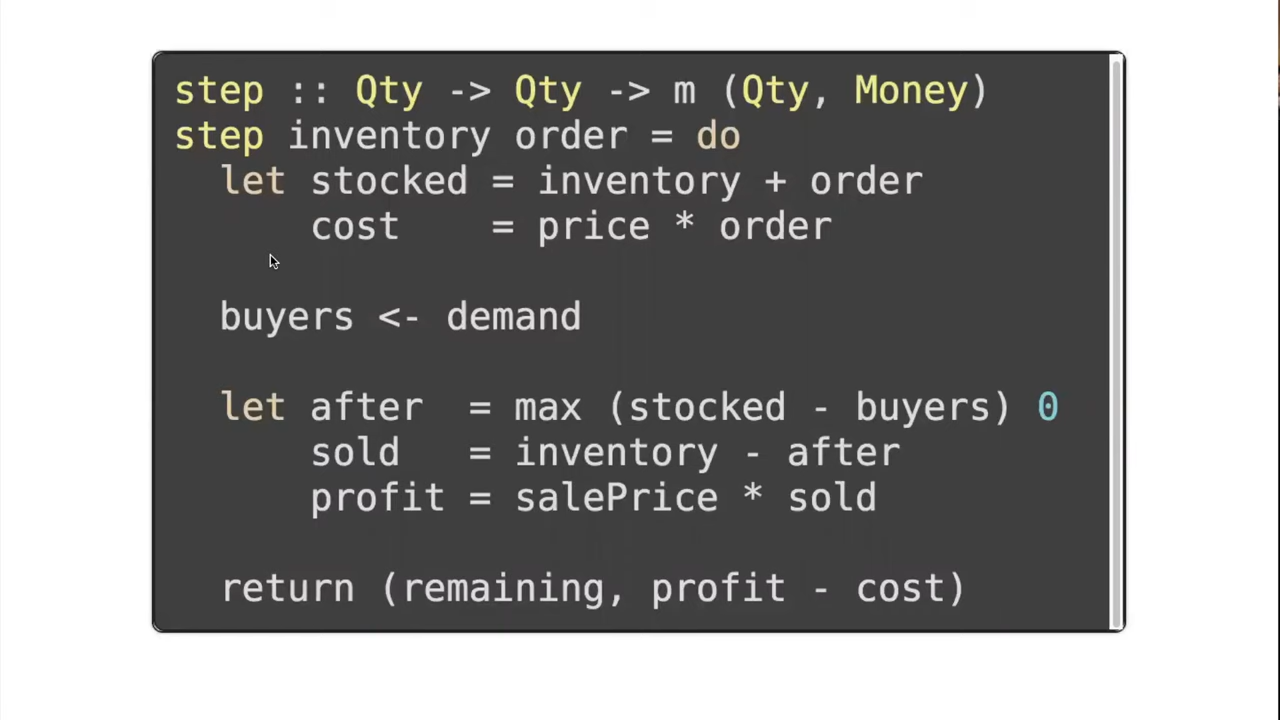 step :: Qty -> Qty -> m (Qty, Money)
step inventory order = do
  let stocked = inventory + order
      cost    = price * order

  buyers <- demand

  let after  = max (stocked - buyers) 0
      sold   = inventory - after
      profit = salePrice * sold

  return (remaining, profit - cost)